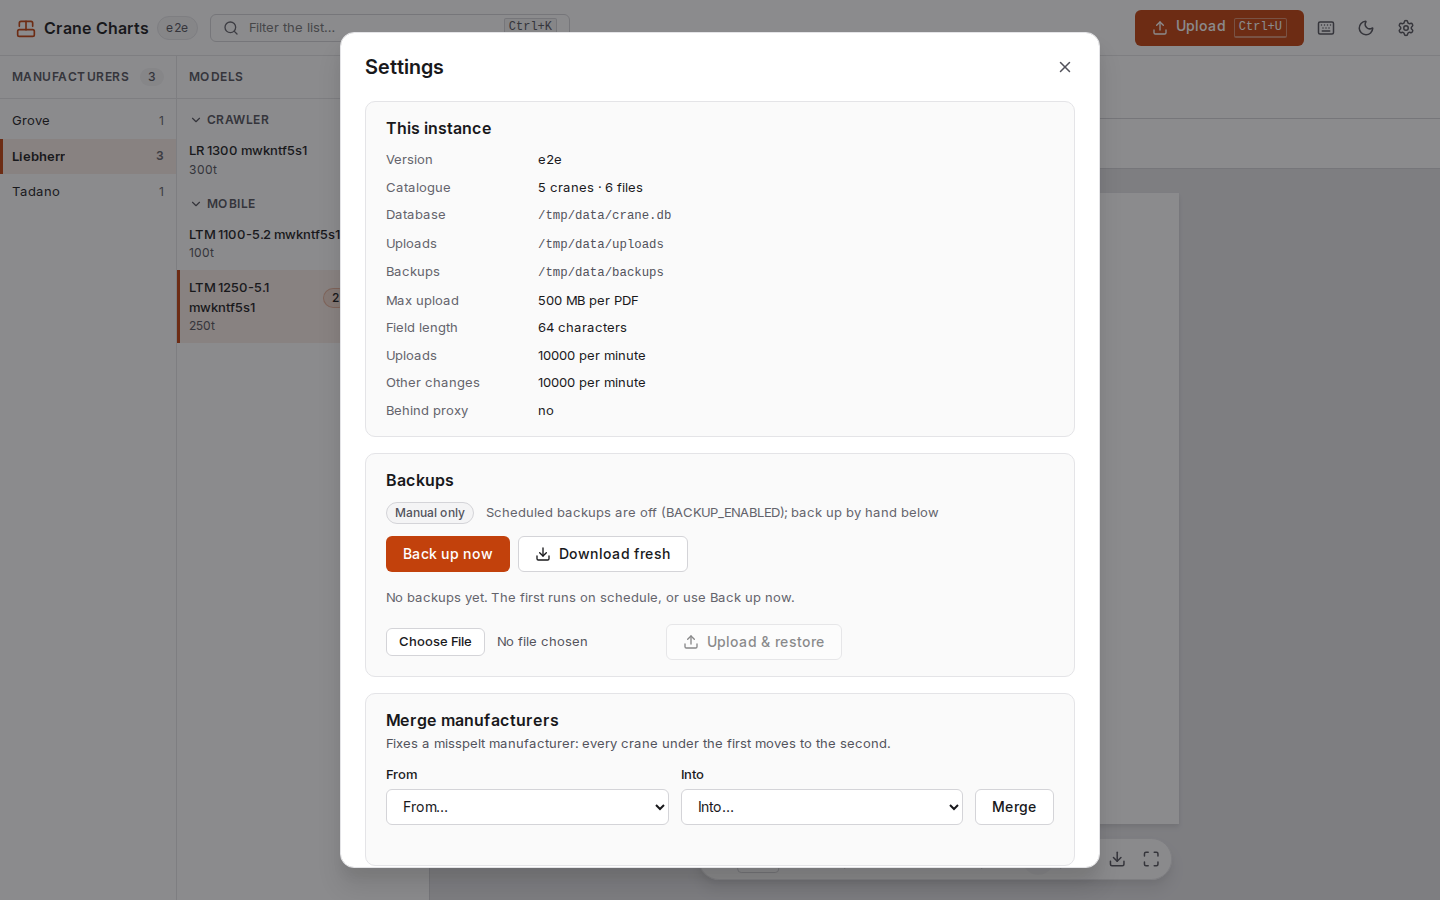 Crane Charts e2e Filter the list... Ctrl+K Upload Ctrl+U
MANUFACTURERS 3
Grove 1
Liebherr 3
Tadano 1
MODELS
CRAWLER
LR 1300 mwkntf5s1
300t
MOBILE
LTM 1100-5.2 mwkntf5s1
100t
LTM 1250-5.1
mwkntf5s1
250t
Settings
This instance
Version e2e
Catalogue 5 cranes · 6 files
Database /tmp/data/crane.db
Uploads /tmp/data/uploads
Backups /tmp/data/backups
Max upload 500 MB per PDF
Field length 64 characters
Uploads 10000 per minute
Other changes 10000 per minute
Behind proxy no
Backups
Manual only Scheduled backups are off (BACKUP_ENABLED); back up by hand below
Back up now Download fresh
No backups yet. The first runs on schedule, or use Back up now.
Choose File No file chosen Upload & restore
Merge manufacturers
Fixes a misspelt manufacturer: every crane under the first moves to the second.
From Into
From... Into... Merge